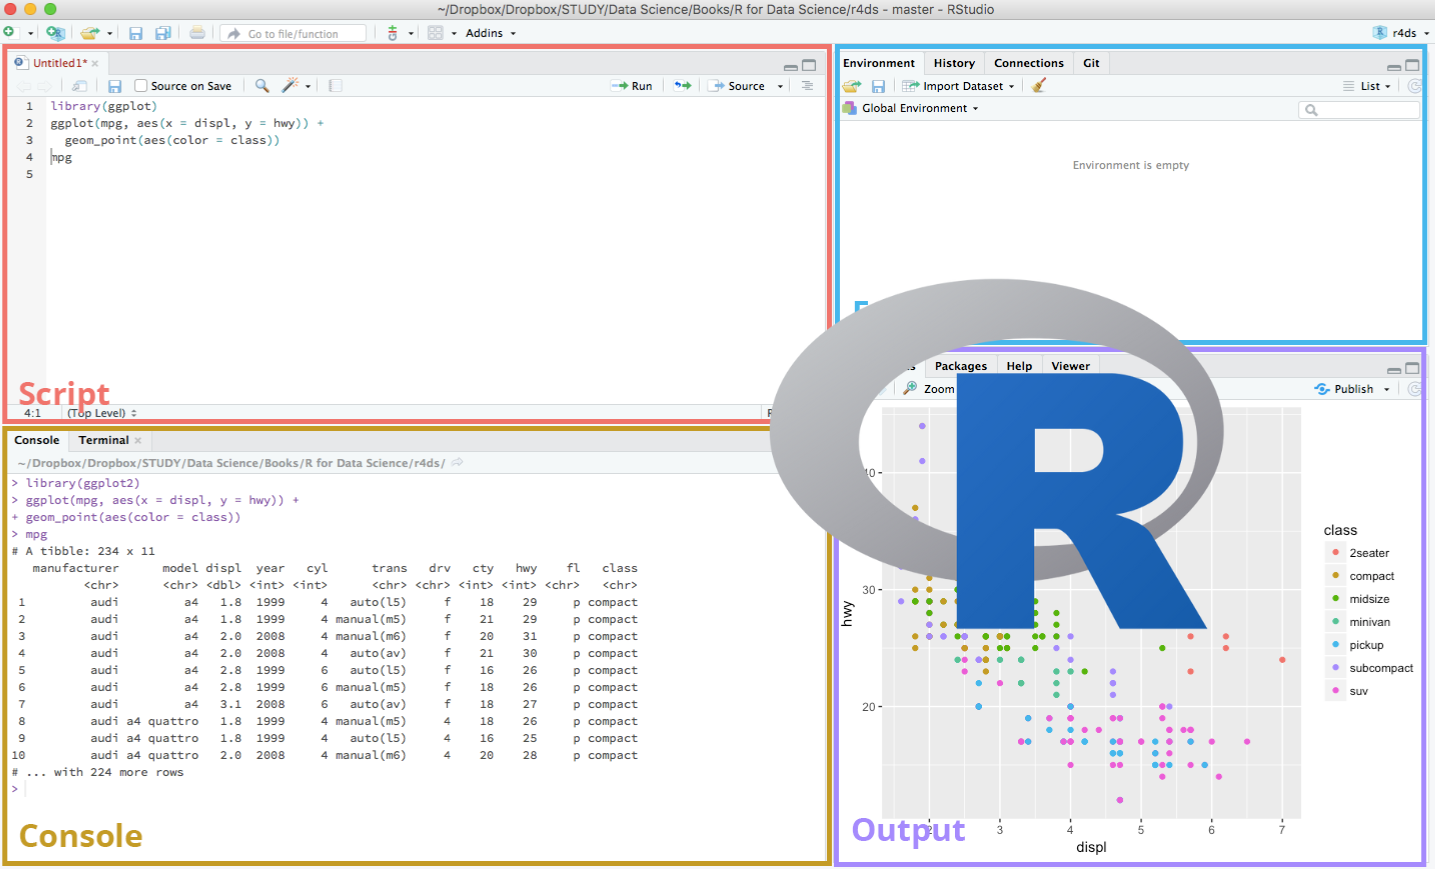 ~/Dropbox/Dropbox/STUDY/Data Science/Books/R for Data Science/r4ds - master - RStudio
Go to file/function
Addins
r4ds
Untitled1*
Source on Save
Run
Source
1 library(ggplot)
2 ggplot(mpg, aes(x = displ, y = hwy)) +
3 geom_point(aes(color = class))
4 mpg
5
Script
4:1 (Top Level)
Environment History Connections Git
Import Dataset
List
Global Environment
Environment is empty
Console Terminal
~/Dropbox/Dropbox/STUDY/Data Science/Books/R for Data Science/r4ds/
> library(ggplot2)
> ggplot(mpg, aes(x = displ, y = hwy)) +
+ geom_point(aes(color = class))
> mpg
# A tibble: 234 x 11
manufacturer model displ year cyl trans drv cty hwy fl class
<chr> <chr> <dbl> <int> <int> <chr> <chr> <int> <int> <chr> <chr>
1 audi a4 1.8 1999 4 auto(l5) f 18 29 p compact
2 audi a4 1.8 1999 4 manual(m5) f 21 29 p compact
3 audi a4 2.0 2008 4 manual(m6) f 20 31 p compact
4 audi a4 2.0 2008 4 auto(av) f 21 30 p compact
5 audi a4 2.8 1999 6 auto(l5) f 16 26 p compact
6 audi a4 2.8 1999 6 manual(m5) f 18 26 p compact
7 audi a4 3.1 2008 6 auto(av) f 18 27 p compact
8 audi a4 quattro 1.8 1999 4 manual(m5) 4 18 26 p compact
9 audi a4 quattro 1.8 1999 4 auto(l5) 4 16 25 p compact
10 audi a4 quattro 2.0 2008 4 manual(m6) 4 20 28 p compact
# ... with 224 more rows
>
Console
Packages Help Viewer
Zoom
Publish
R
30
20
hwy
3 4 5 6 7
displ
class
2seater
compact
midsize
minivan
pickup
subcompact
suv
Output